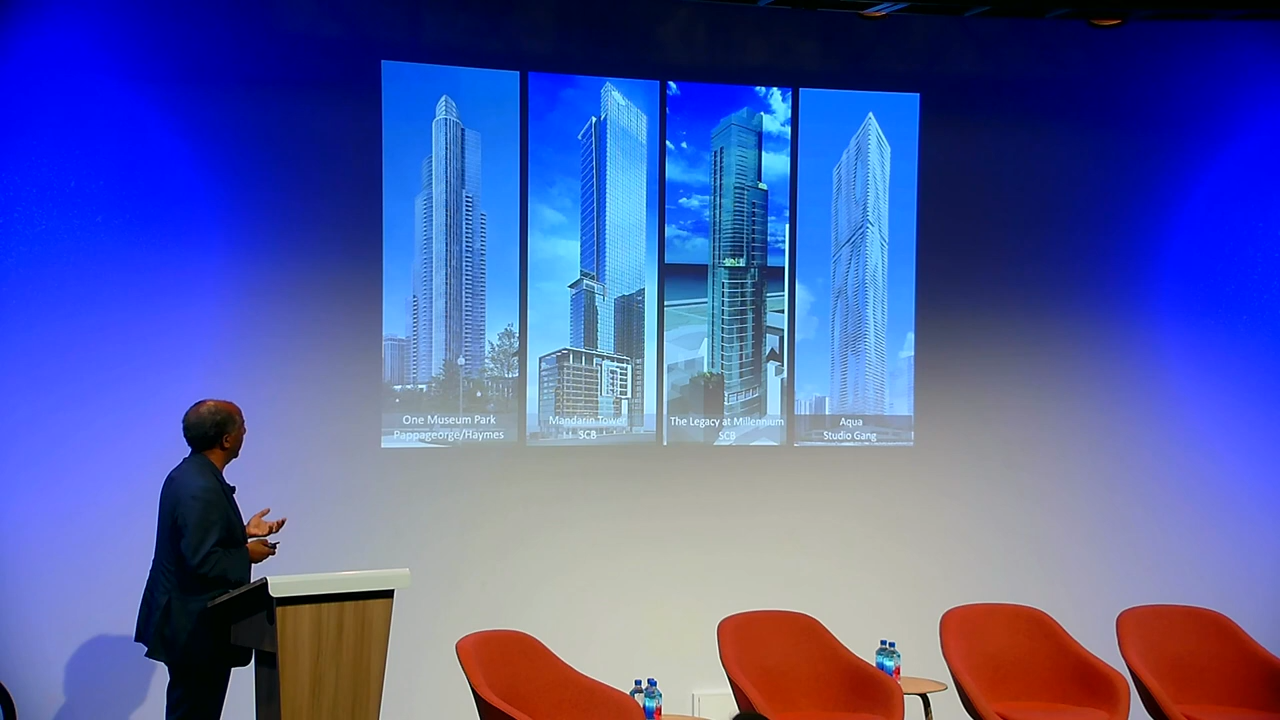 One Museum Park
Pappageorge/Haymes
Mandarin Tower
SCB
The Legacy at Millennium
SCB
Aqua
Studio Gang